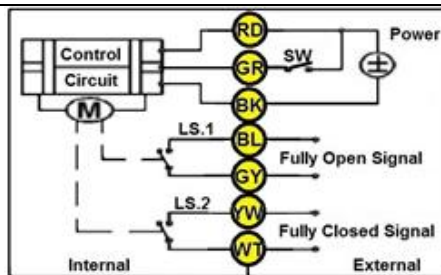 RD
Power
Control
GR
SW
Circuit
BK
M
LS.1
BL
Fully Open Signal
GY
LS.2
YW
Fully Closed Signal
WT
Internal
External